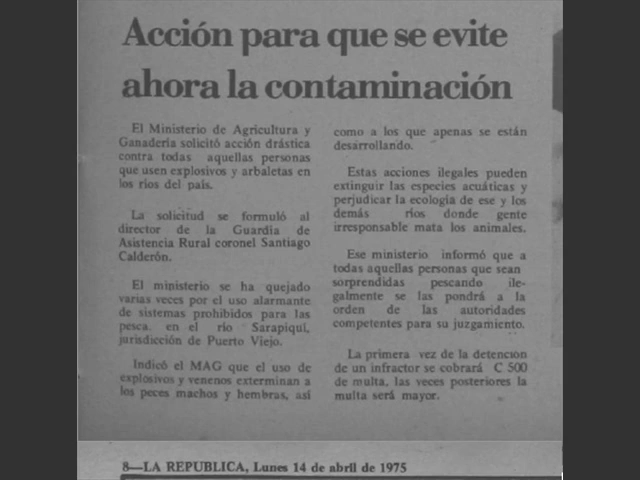 Acción para que se evite
ahora la contaminación
El Ministerio de Agricultura y
Ganadería solicitó acción drástica
contra todas aquellas personas
que usen explosivos y arbaletas en
los ríos del país.
La solicitud se formuló al
director de la Guardia de
Asistencia Rural coronel Santiago
Calderón.
El ministerio se ha quejado
varias veces por el uso alarmante
de sistemas prohibidos para las
pesca en el río Sarapiquí,
jurisdicción de Puerto Viejo.
Indicó el MAG que el uso de
explosivos y venenos exterminan a
los peces machos y hembras, así
como a los que apenas se están
desarrollando.
Estas acciones ilegales pueden
extinguir las especies acuáticas y
perjudicar la ecología de ese y los
demás ríos donde gente
irresponsable mata los animales.
Ese ministerio informó que a
todas aquellas personas que sean
sorprendidas pescando ile-
galmente se las pondrá a la
orden de las autoridades
competentes para su juzgamiento.
La primera vez de la detención
de un infractor se cobrará C 500
de multa, las veces posteriores la
multa será mayor.
8—LA REPUBLICA, Lunes 14 de abril de 1975